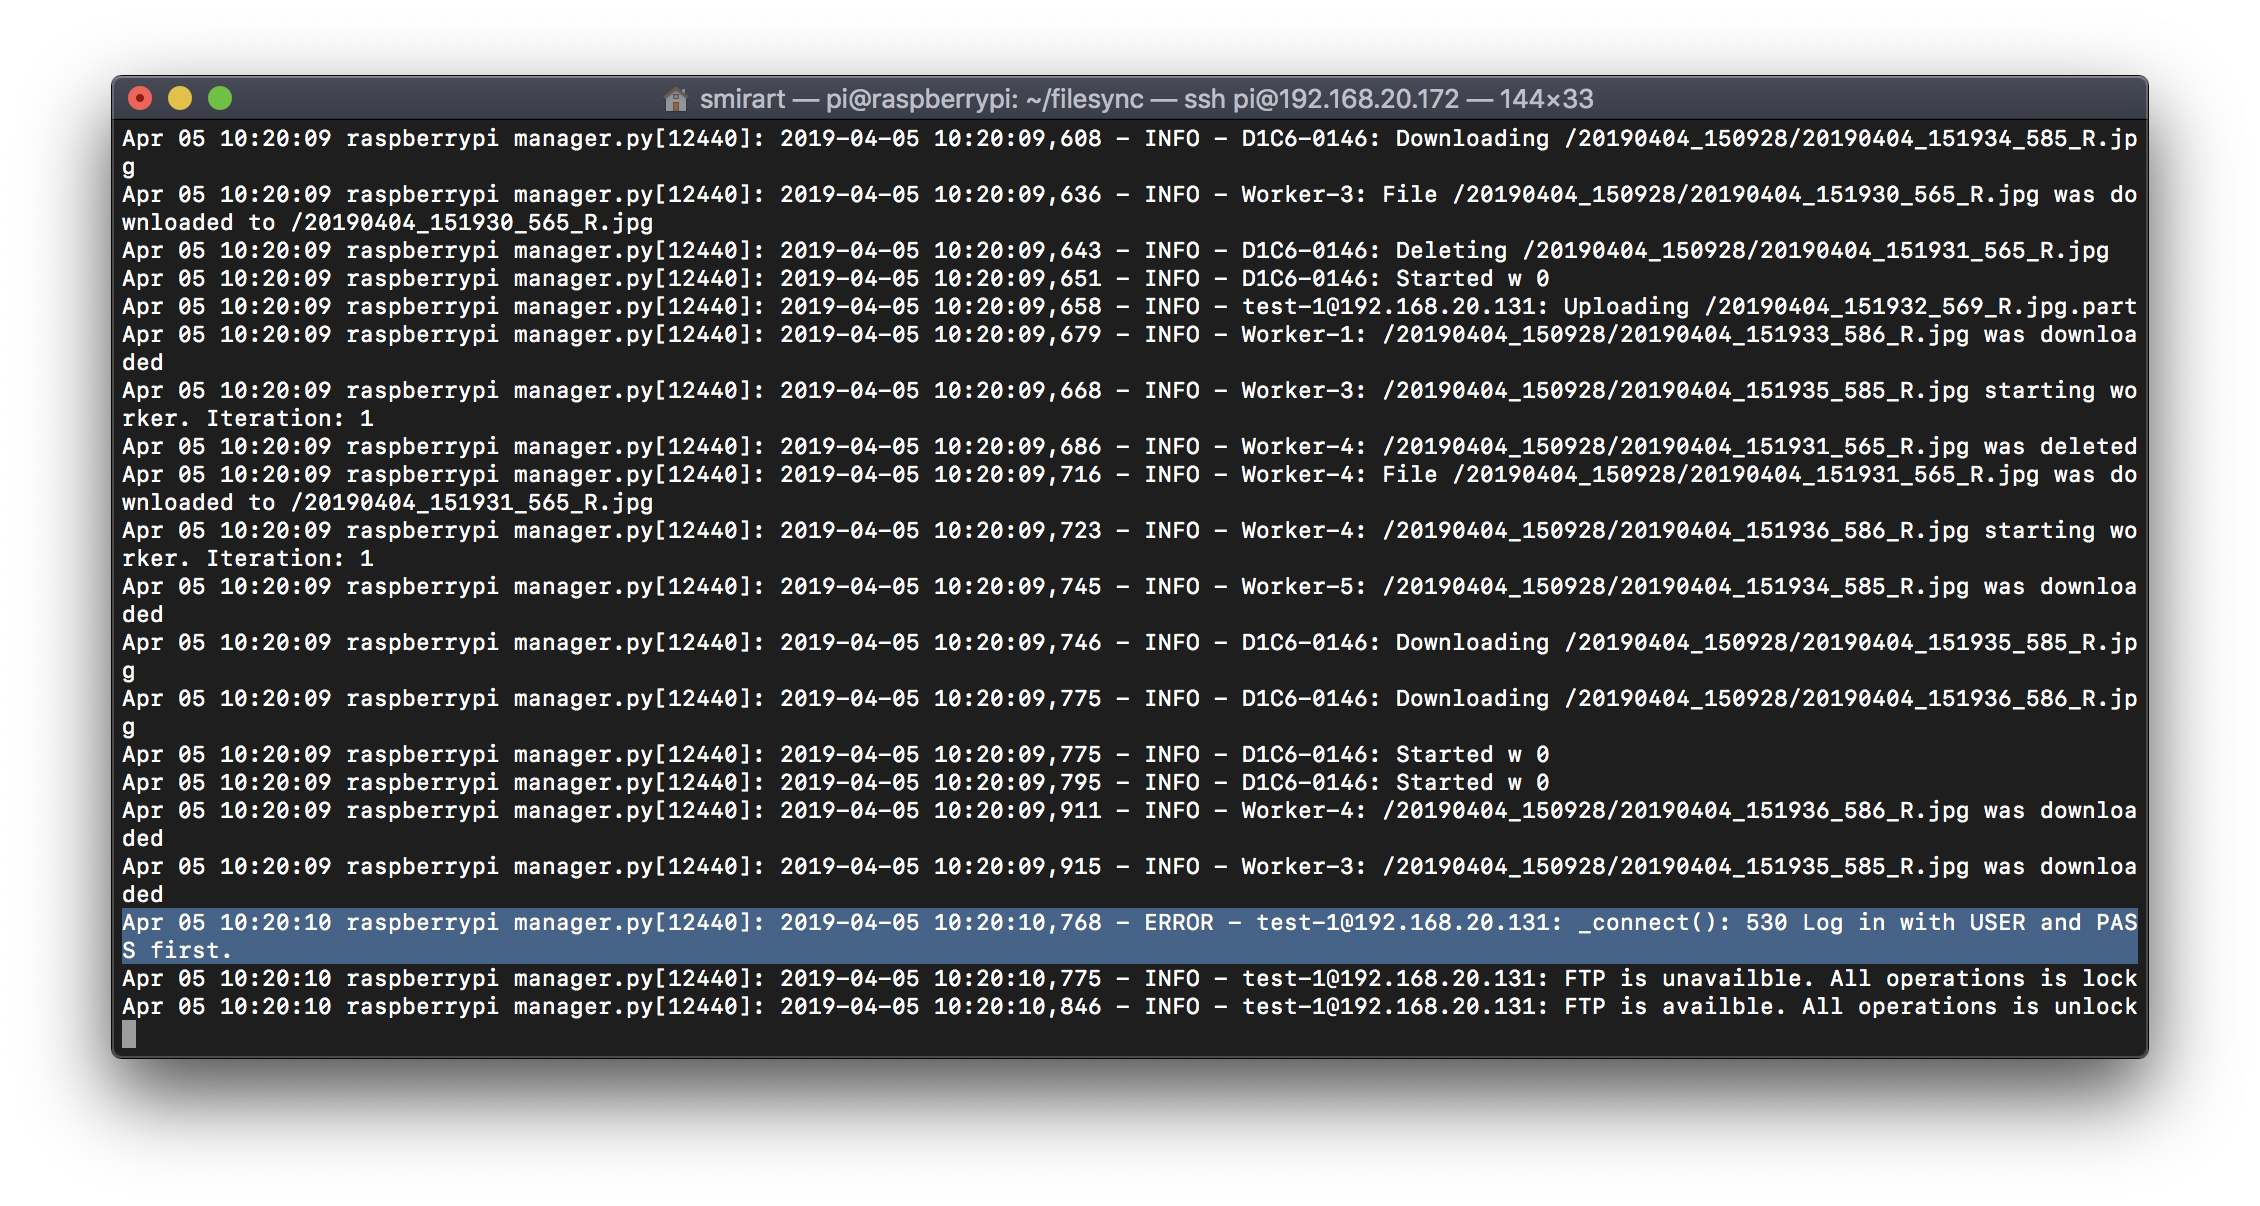 smirart — pi@raspberrypi: ~/filesync — ssh pi@192.168.20.172 — 144×33
Apr 05 10:20:09 raspberrypi manager.py[12440]: 2019-04-05 10:20:09,608 - INFO - D1C6-0146: Downloading /20190404_150928/20190404_151934_585_R.jp
g
Apr 05 10:20:09 raspberrypi manager.py[12440]: 2019-04-05 10:20:09,636 - INFO - Worker-3: File /20190404_150928/20190404_151930_565_R.jpg was do
wnloaded to /20190404_151930_565_R.jpg
Apr 05 10:20:09 raspberrypi manager.py[12440]: 2019-04-05 10:20:09,643 - INFO - D1C6-0146: Deleting /20190404_150928/20190404_151931_565_R.jpg
Apr 05 10:20:09 raspberrypi manager.py[12440]: 2019-04-05 10:20:09,651 - INFO - D1C6-0146: Started w 0
Apr 05 10:20:09 raspberrypi manager.py[12440]: 2019-04-05 10:20:09,658 - INFO - test-1@192.168.20.131: Uploading /20190404_151932_569_R.jpg.part
Apr 05 10:20:09 raspberrypi manager.py[12440]: 2019-04-05 10:20:09,679 - INFO - Worker-1: /20190404_150928/20190404_151933_586_R.jpg was downloa
ded
Apr 05 10:20:09 raspberrypi manager.py[12440]: 2019-04-05 10:20:09,668 - INFO - Worker-3: /20190404_150928/20190404_151935_585_R.jpg starting wo
rker. Iteration: 1
Apr 05 10:20:09 raspberrypi manager.py[12440]: 2019-04-05 10:20:09,686 - INFO - Worker-4: /20190404_150928/20190404_151931_565_R.jpg was deleted
Apr 05 10:20:09 raspberrypi manager.py[12440]: 2019-04-05 10:20:09,716 - INFO - Worker-4: File /20190404_150928/20190404_151931_565_R.jpg was do
wnloaded to /20190404_151931_565_R.jpg
Apr 05 10:20:09 raspberrypi manager.py[12440]: 2019-04-05 10:20:09,723 - INFO - Worker-4: /20190404_150928/20190404_151936_586_R.jpg starting wo
rker. Iteration: 1
Apr 05 10:20:09 raspberrypi manager.py[12440]: 2019-04-05 10:20:09,745 - INFO - Worker-5: /20190404_150928/20190404_151934_585_R.jpg was downloa
ded
Apr 05 10:20:09 raspberrypi manager.py[12440]: 2019-04-05 10:20:09,746 - INFO - D1C6-0146: Downloading /20190404_150928/20190404_151935_585_R.jp
g
Apr 05 10:20:09 raspberrypi manager.py[12440]: 2019-04-05 10:20:09,775 - INFO - D1C6-0146: Downloading /20190404_150928/20190404_151936_586_R.jp
g
Apr 05 10:20:09 raspberrypi manager.py[12440]: 2019-04-05 10:20:09,775 - INFO - D1C6-0146: Started w 0
Apr 05 10:20:09 raspberrypi manager.py[12440]: 2019-04-05 10:20:09,795 - INFO - D1C6-0146: Started w 0
Apr 05 10:20:09 raspberrypi manager.py[12440]: 2019-04-05 10:20:09,911 - INFO - Worker-4: /20190404_150928/20190404_151936_586_R.jpg was downloa
ded
Apr 05 10:20:09 raspberrypi manager.py[12440]: 2019-04-05 10:20:09,915 - INFO - Worker-3: /20190404_150928/20190404_151935_585_R.jpg was downloa
ded
Apr 05 10:20:10 raspberrypi manager.py[12440]: 2019-04-05 10:20:10,768 - ERROR - test-1@192.168.20.131: _connect(): 530 Log in with USER and PAS
S first.
Apr 05 10:20:10 raspberrypi manager.py[12440]: 2019-04-05 10:20:10,775 - INFO - test-1@192.168.20.131: FTP is unavailble. All operations is lock
Apr 05 10:20:10 raspberrypi manager.py[12440]: 2019-04-05 10:20:10,846 - INFO - test-1@192.168.20.131: FTP is availble. All operations is unlock